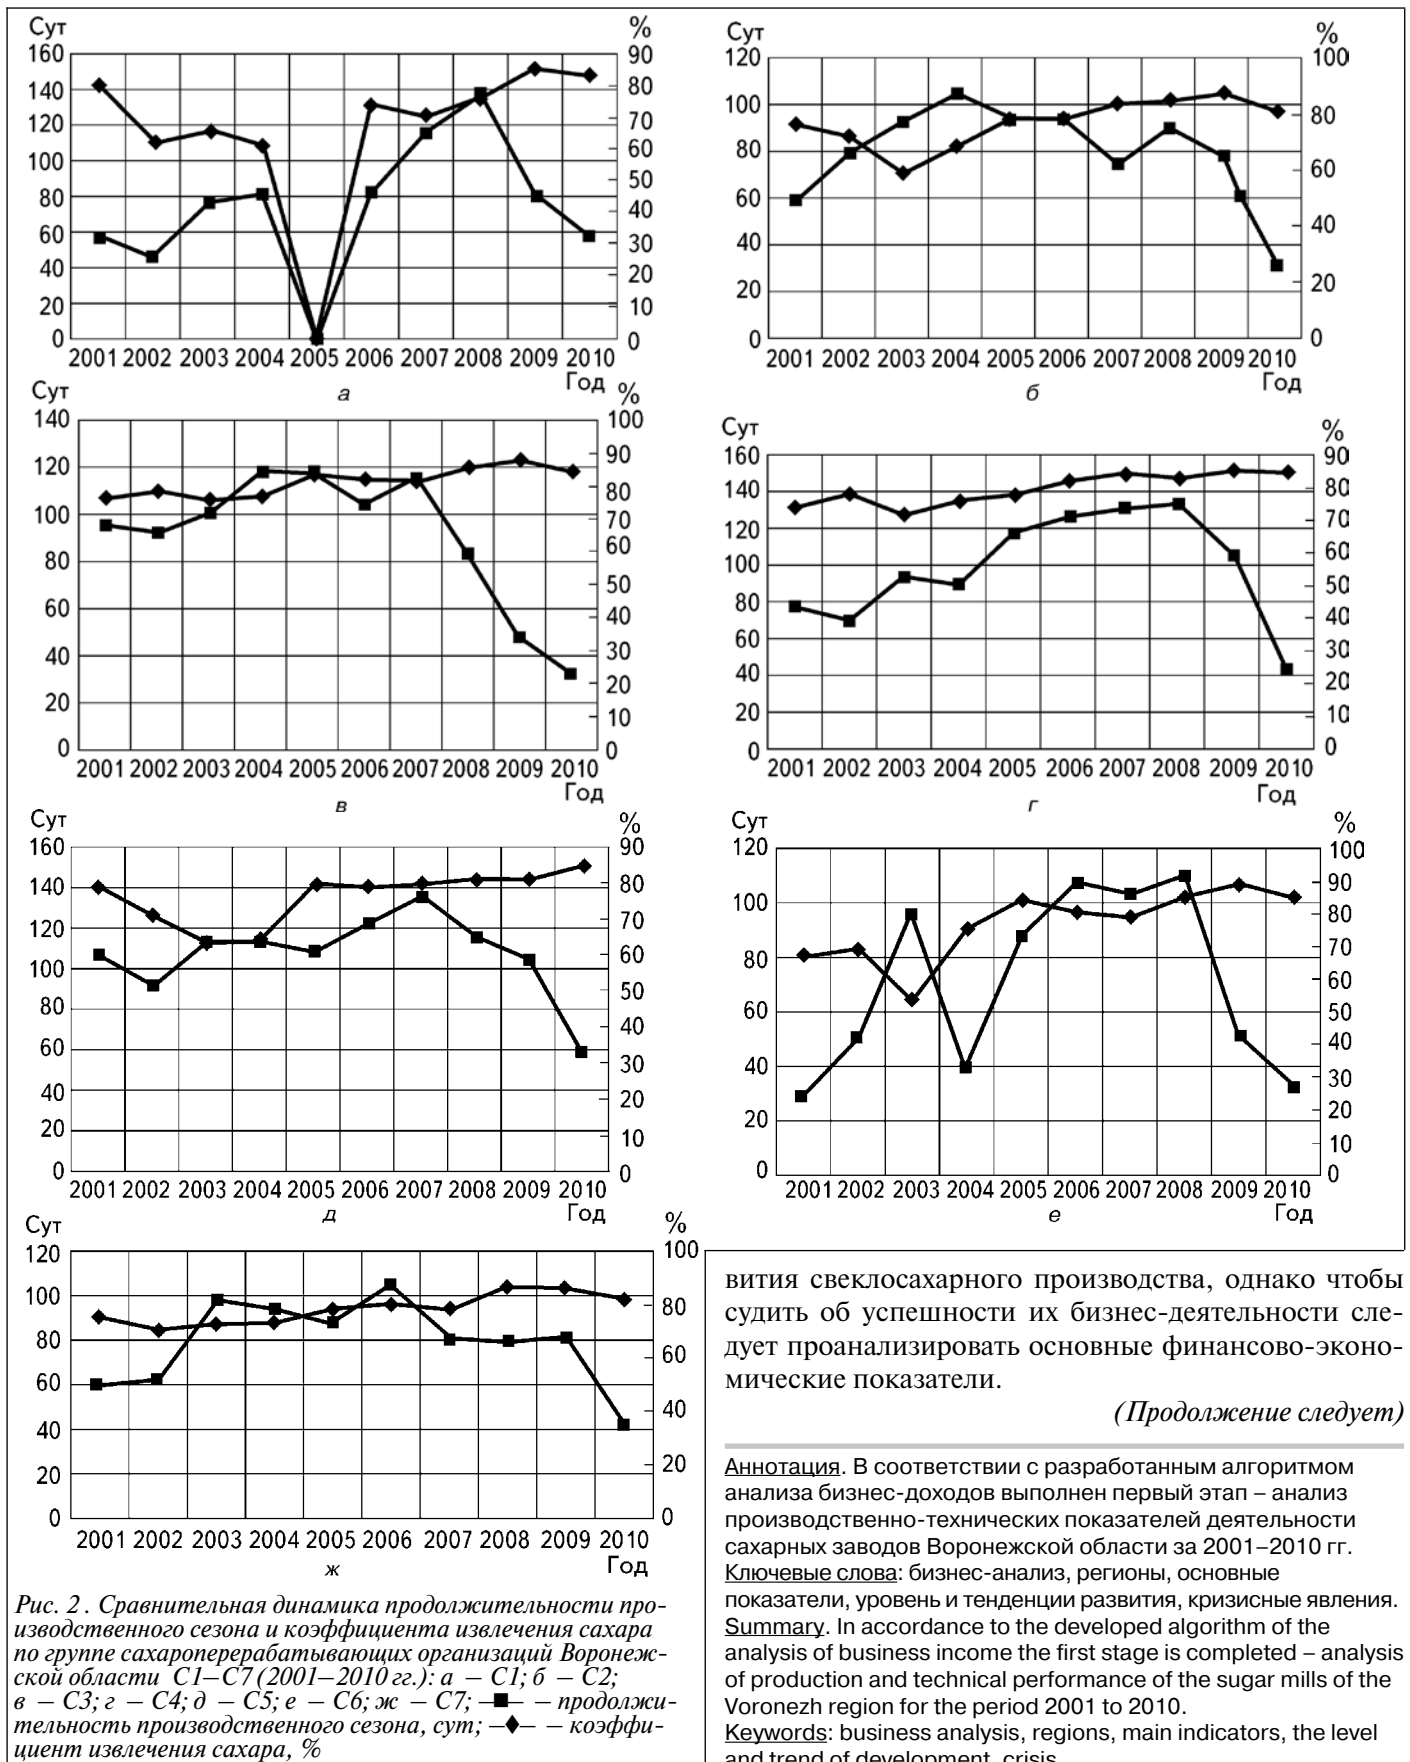 Сут
%
160
140
120
100
80
60
40
20
0
90
80
70
60
50
40
30
20
10
0
2001 2002 2003 2004 2005 2006 2007 2008 2009 2010
Год
а
Сут
%
120
100
80
60
40
20
0
100
80
60
40
20
0
2001 2002 2003 2004 2005 2006 2007 2008 2009 2010
Год
б
Сут
%
140
120
100
80
60
40
20
0
100
90
80
70
60
50
40
30
20
10
0
2001 2002 2003 2004 2005 2006 2007 2008 2009 2010
Год
в
Сут
%
160
140
120
100
80
60
40
20
0
90
80
70
60
50
40
30
20
10
0
2001 2002 2003 2004 2005 2006 2007 2008 2009 2010
Год
г
Сут
%
160
140
120
100
80
60
40
20
0
90
80
70
60
50
40
30
20
10
0
2001 2002 2003 2004 2005 2006 2007 2008 2009 2010
Год
д
Сут
%
120
100
80
60
40
20
0
100
90
80
70
60
50
40
30
20
10
0
2001 2002 2003 2004 2005 2006 2007 2008 2009 2010
Год
е
Сут
%
120
100
80
60
40
20
0
100
80
60
40
20
0
2001 2002 2003 2004 2005 2006 2007 2008 2009 2010
Год
ж
Рис. 2 . Сравнительная динамика продолжительности про-
изводственного сезона и коэффициента извлечения сахара
по группе сахароперерабатывающих организаций Воронеж-
ской области С1–С7 (2001–2010 гг.): а – С1; б – С2;
в – С3; г – С4; д – С5; е – С6; ж – С7; –■– – продолжи-
тельность производственного сезона, сут; –◆– – коэффи-
циент извлечения сахара, %
вития свеклосахарного производства, однако чтобы
судить об успешности их бизнес-деятельности сле-
дует проанализировать основные финансово-эконо-
мические показатели.
(Продолжение следует)
Аннотация. В соответствии с разработанным алгоритмом
анализа бизнес-доходов выполнен первый этап – анализ
производственно-технических показателей деятельности
сахарных заводов Воронежской области за 2001–2010 гг.
Ключевые слова: бизнес-анализ, регионы, основные
показатели, уровень и тенденции развития, кризисные явления.
Summary. In accordance to the developed algorithm of the
analysis of business income the first stage is completed – analysis
of production and technical performance of the sugar mills of the
Voronezh region for the period 2001 to 2010.
Keywords: business analysis, regions, main indicators, the level
and trend of development, crisis